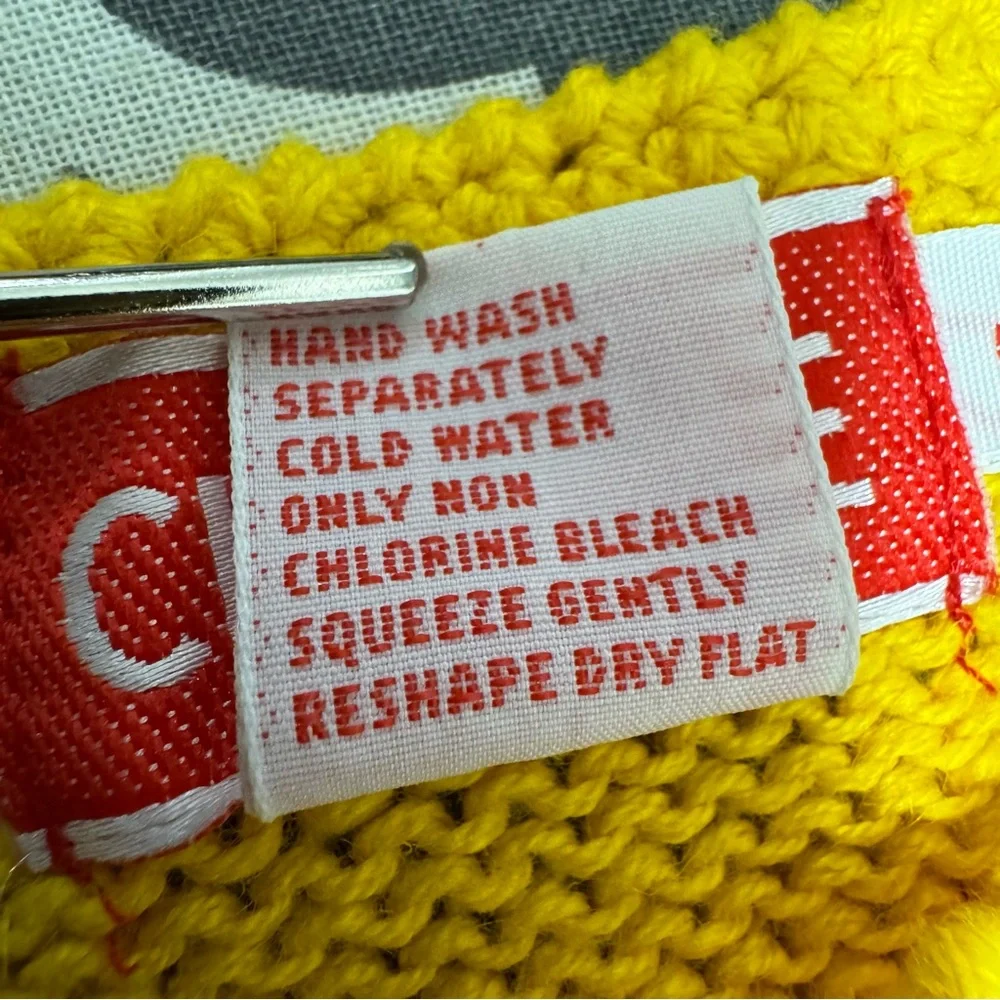 HAND WASH
SEPARATELY
COLD WATER
ONLY NON
CHLORINE BLEACH
SQUEEZE GENTLY
RESHAPE DRY FLAT
C
E